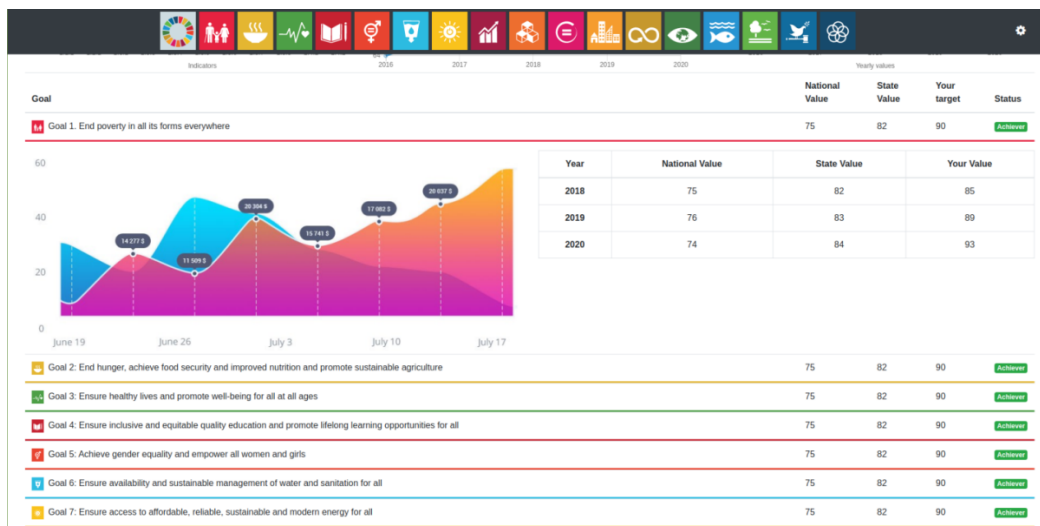 Indicators 2016 2017 2018 2019 2020 Yearly values
Goal National Value State Value Your target Status
Goal 1. End poverty in all its forms everywhere 75 82 90 Achiever
60
40
20
0
14 277 $
11 509 $
20 304 $
15 741 $
17 082 $
20 037 $
June 19 June 26 July 3 July 10 July 17
Year National Value State Value Your Value
2018 75 82 85
2019 76 83 89
2020 74 84 93
Goal 2: End hunger, achieve food security and improved nutrition and promote sustainable agriculture 75 82 90 Achiever
Goal 3: Ensure healthy lives and promote well-being for all at all ages 75 82 90 Achiever
Goal 4: Ensure inclusive and equitable quality education and promote lifelong learning opportunities for all 75 82 90 Achiever
Goal 5: Achieve gender equality and empower all women and girls 75 82 90 Achiever
Goal 6: Ensure availability and sustainable management of water and sanitation for all 75 82 90 Achiever
Goal 7: Ensure access to affordable, reliable, sustainable and modern energy for all 75 82 90 Achiever